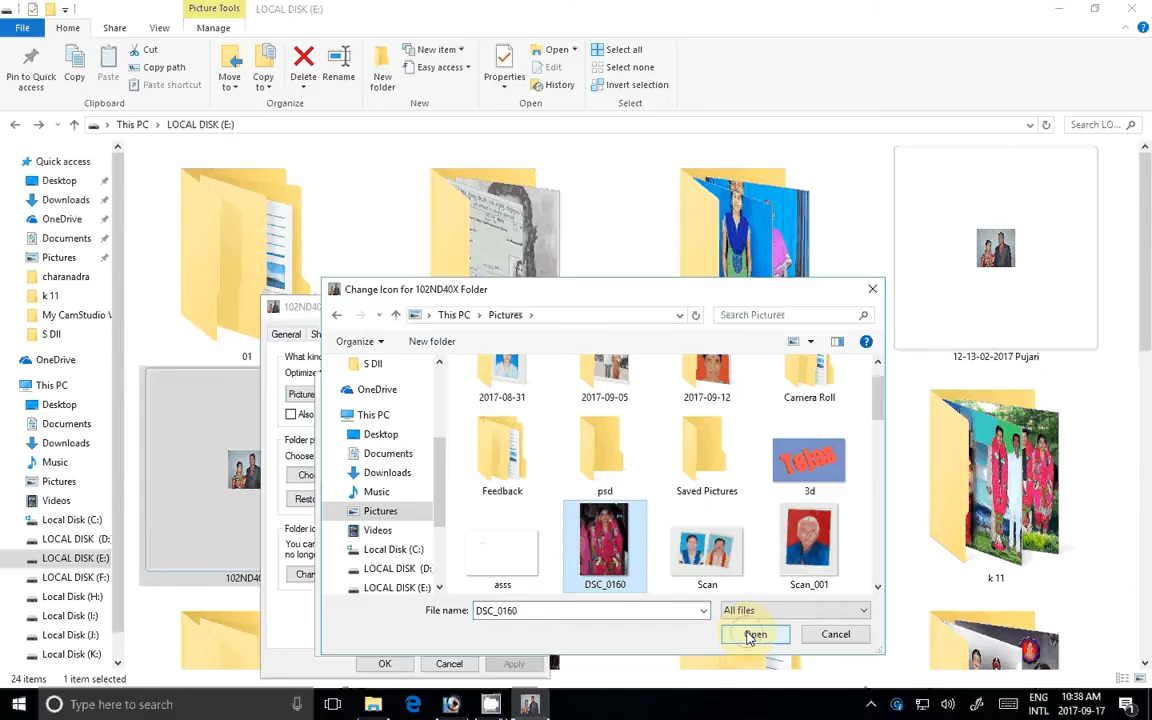 Picture Tools
LOCAL DISK (E:)
File
Home
Share
View
Manage
Pin to Quick access
Copy
Paste
Cut
Copy path
Paste shortcut
Clipboard
Move to
Copy to
Delete
Rename
Organize
New folder
New item
Easy access
New
Properties
Open
Edit
History
Open
Select all
Select none
Invert selection
Select
This PC
LOCAL DISK (E:)
Search LO...
Quick access
Desktop
Downloads
OneDrive
Documents
Pictures
charanadra
k 11
My CamStudio V
S Dll
OneDrive
This PC
Desktop
Documents
Downloads
Music
Pictures
Videos
Local Disk (C:)
LOCAL DISK (D:
LOCAL DISK (E:)
LOCAL DISK (F:)
Local Disk (H:)
Local Disk (I:)
Local Disk (J:)
Local Disk (K:)
01
12-13-02-2017 Pujari
102ND40
k 11
102ND40
General
Sh
What kin
Optimize
Picture
Also
Folder p
Choose
Cho
Resto
Folder ic
You can
no longe
Chan
OK
Cancel
Apply
Change Icon for 102ND40X Folder
This PC
Pictures
Search Pictures
Organize
New folder
S Dll
OneDrive
This PC
Desktop
Documents
Downloads
Music
Pictures
Videos
Local Disk (C:)
LOCAL DISK (D:
LOCAL DISK (E:)
2017-08-31
2017-09-05
2017-09-12
Camera Roll
Feedback
psd
Saved Pictures
3d
asss
DSC_0160
Scan
Scan_001
File name:
DSC_0160
All files
Open
Cancel
24 items
1 item selected
Type here to search
ENG
INTL
10:38 AM
2017-09-17
1